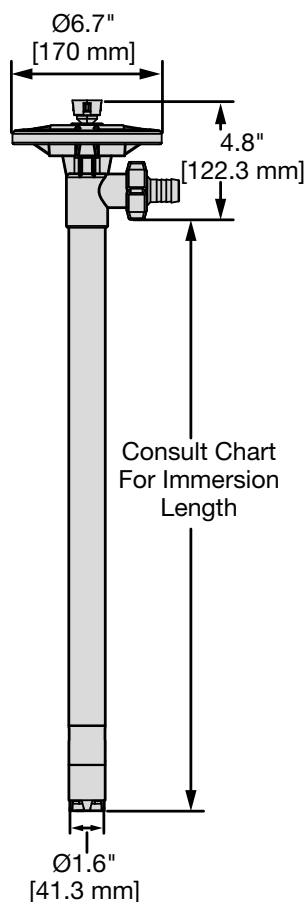 Ø6.7"
[170 mm]
4.8"
[122.3 mm]
Consult Chart
For Immersion
Length
Ø1.6"
[41.3 mm]